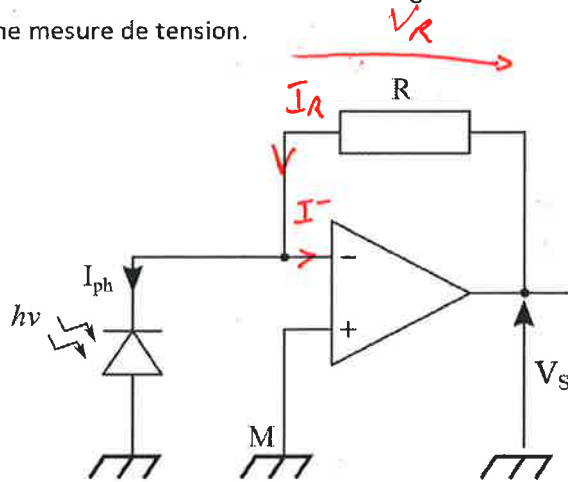 ne mesure de tension.
V_R
R
I_R
I⁻
I_ph
hν
−
+
M
V_S